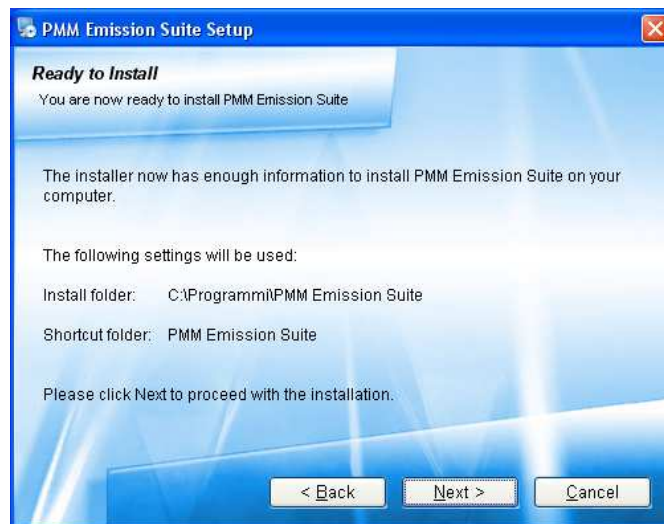 PMM Emission Suite Setup
Ready to Install
You are now ready to install PMM Emission Suite
The installer now has enough information to install PMM Emission Suite on your
computer.
The following settings will be used:
Install folder: C:\Programmi\PMM Emission Suite
Shortcut folder: PMM Emission Suite
Please click Next to proceed with the installation.
< Back Next > Cancel